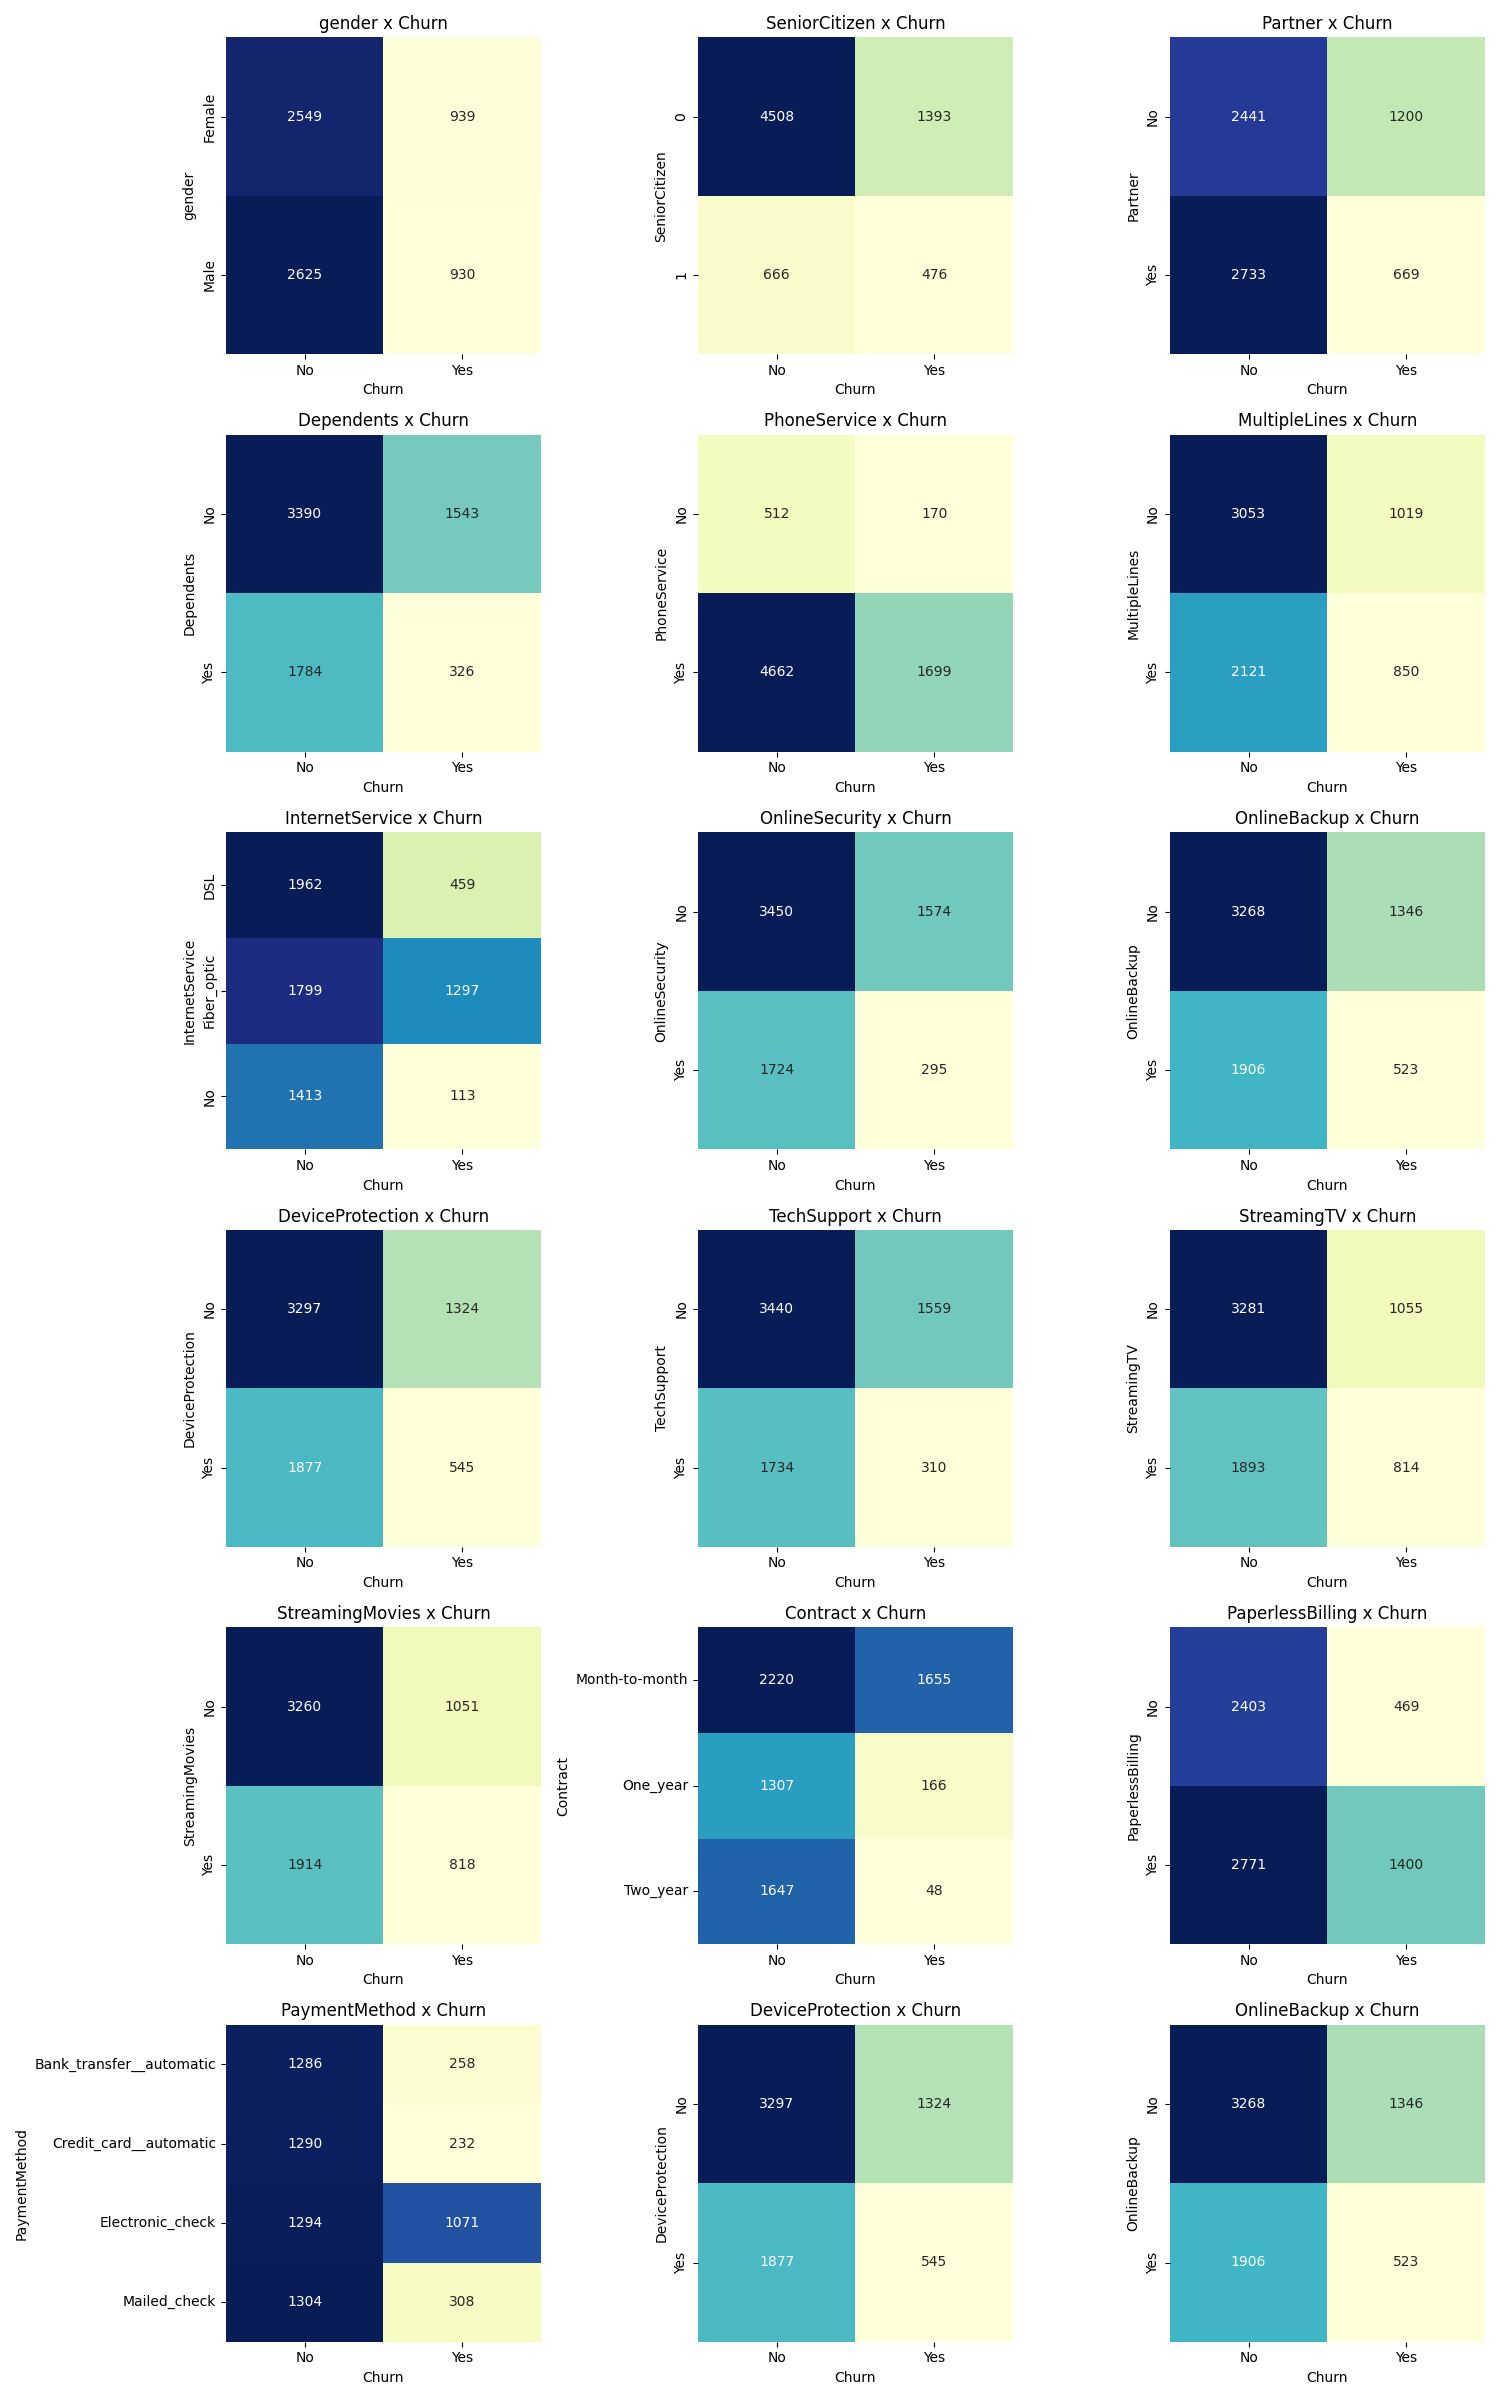 gender x Churn
SeniorCitizen x Churn
Partner x Churn
gender
Female
2549 939
Male
2625 930
No Yes
Churn
SeniorCitizen
0
4508 1393
1
666 476
No Yes
Churn
Partner
No
2441 1200
Yes
2733 669
No Yes
Churn
Dependents x Churn
PhoneService x Churn
MultipleLines x Churn
Dependents
No
3390 1543
Yes
1784 326
No Yes
Churn
PhoneService
No
512 170
Yes
4662 1699
No Yes
Churn
MultipleLines
No
3053 1019
Yes
2121 850
No Yes
Churn
InternetService x Churn
OnlineSecurity x Churn
OnlineBackup x Churn
InternetService
DSL
1962 459
Fiber_optic
1799 1297
No
1413 113
No Yes
Churn
OnlineSecurity
No
3450 1574
Yes
1724 295
No Yes
Churn
OnlineBackup
No
3268 1346
Yes
1906 523
No Yes
Churn
DeviceProtection x Churn
TechSupport x Churn
StreamingTV x Churn
DeviceProtection
No
3297 1324
Yes
1877 545
No Yes
Churn
TechSupport
No
3440 1559
Yes
1734 310
No Yes
Churn
StreamingTV
No
3281 1055
Yes
1893 814
No Yes
Churn
StreamingMovies x Churn
Contract x Churn
PaperlessBilling x Churn
StreamingMovies
No
3260 1051
Yes
1914 818
No Yes
Churn
Contract
Month-to-month 2220 1655
One_year 1307 166
Two_year 1647 48
No Yes
Churn
PaperlessBilling
No
2403 469
Yes
2771 1400
No Yes
Churn
PaymentMethod x Churn
DeviceProtection x Churn
OnlineBackup x Churn
PaymentMethod
Bank_transfer__automatic 1286 258
Credit_card__automatic 1290 232
Electronic_check 1294 1071
Mailed_check 1304 308
No Yes
Churn
DeviceProtection
No
3297 1324
Yes
1877 545
No Yes
Churn
OnlineBackup
No
3268 1346
Yes
1906 523
No Yes
Churn